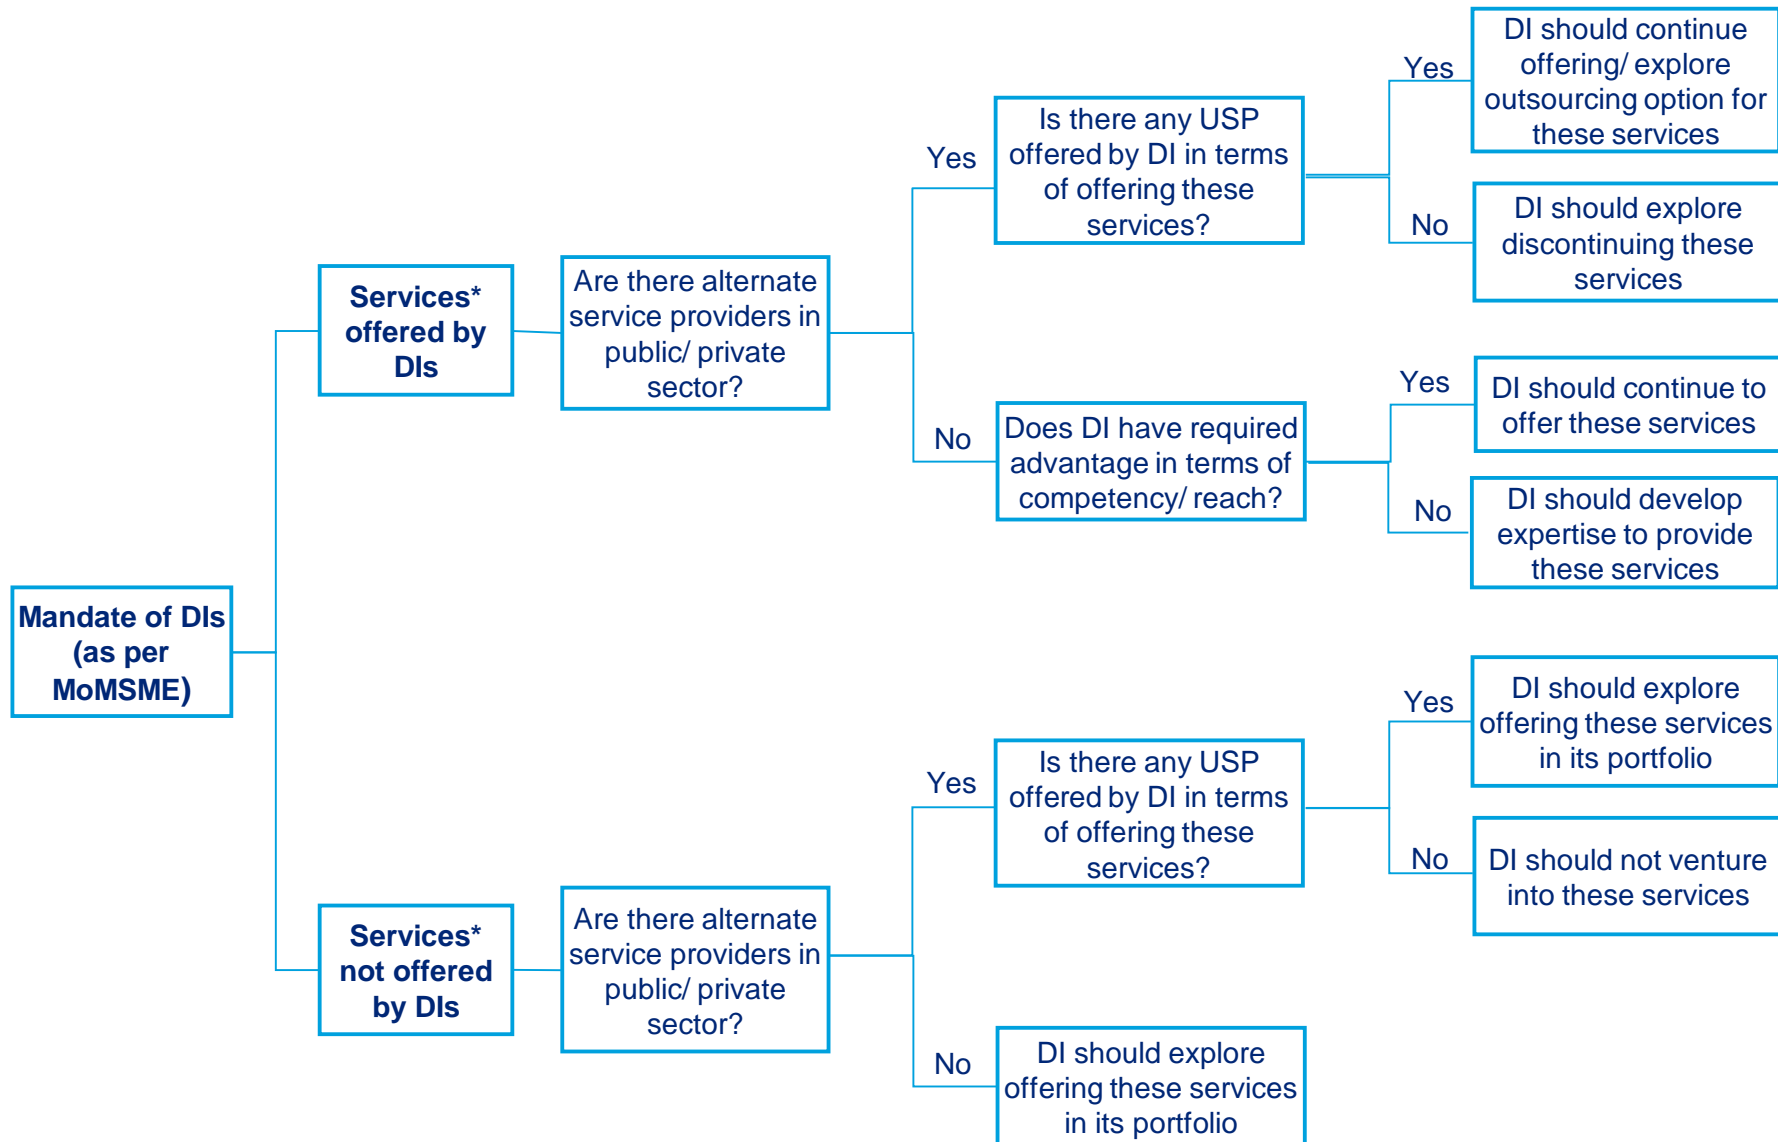 Mandate of DIs
(as per
MoMSME)
Services*
offered by
DIs
Are there alternate
service providers in
public/ private
sector?
Yes
Is there any USP
offered by DI in terms
of offering these
services?
Yes
DI should continue
offering/ explore
outsourcing option for
these services
No
DI should explore
discontinuing these
services
No
Does DI have required
advantage in terms of
competency/ reach?
Yes
DI should continue to
offer these services
No
DI should develop
expertise to provide
these services
Services*
not offered
by DIs
Are there alternate
service providers in
public/ private
sector?
Yes
Is there any USP
offered by DI in terms
of offering these
services?
Yes
DI should explore
offering these services
in its portfolio
No
DI should not venture
into these services
No
DI should explore
offering these services
in its portfolio